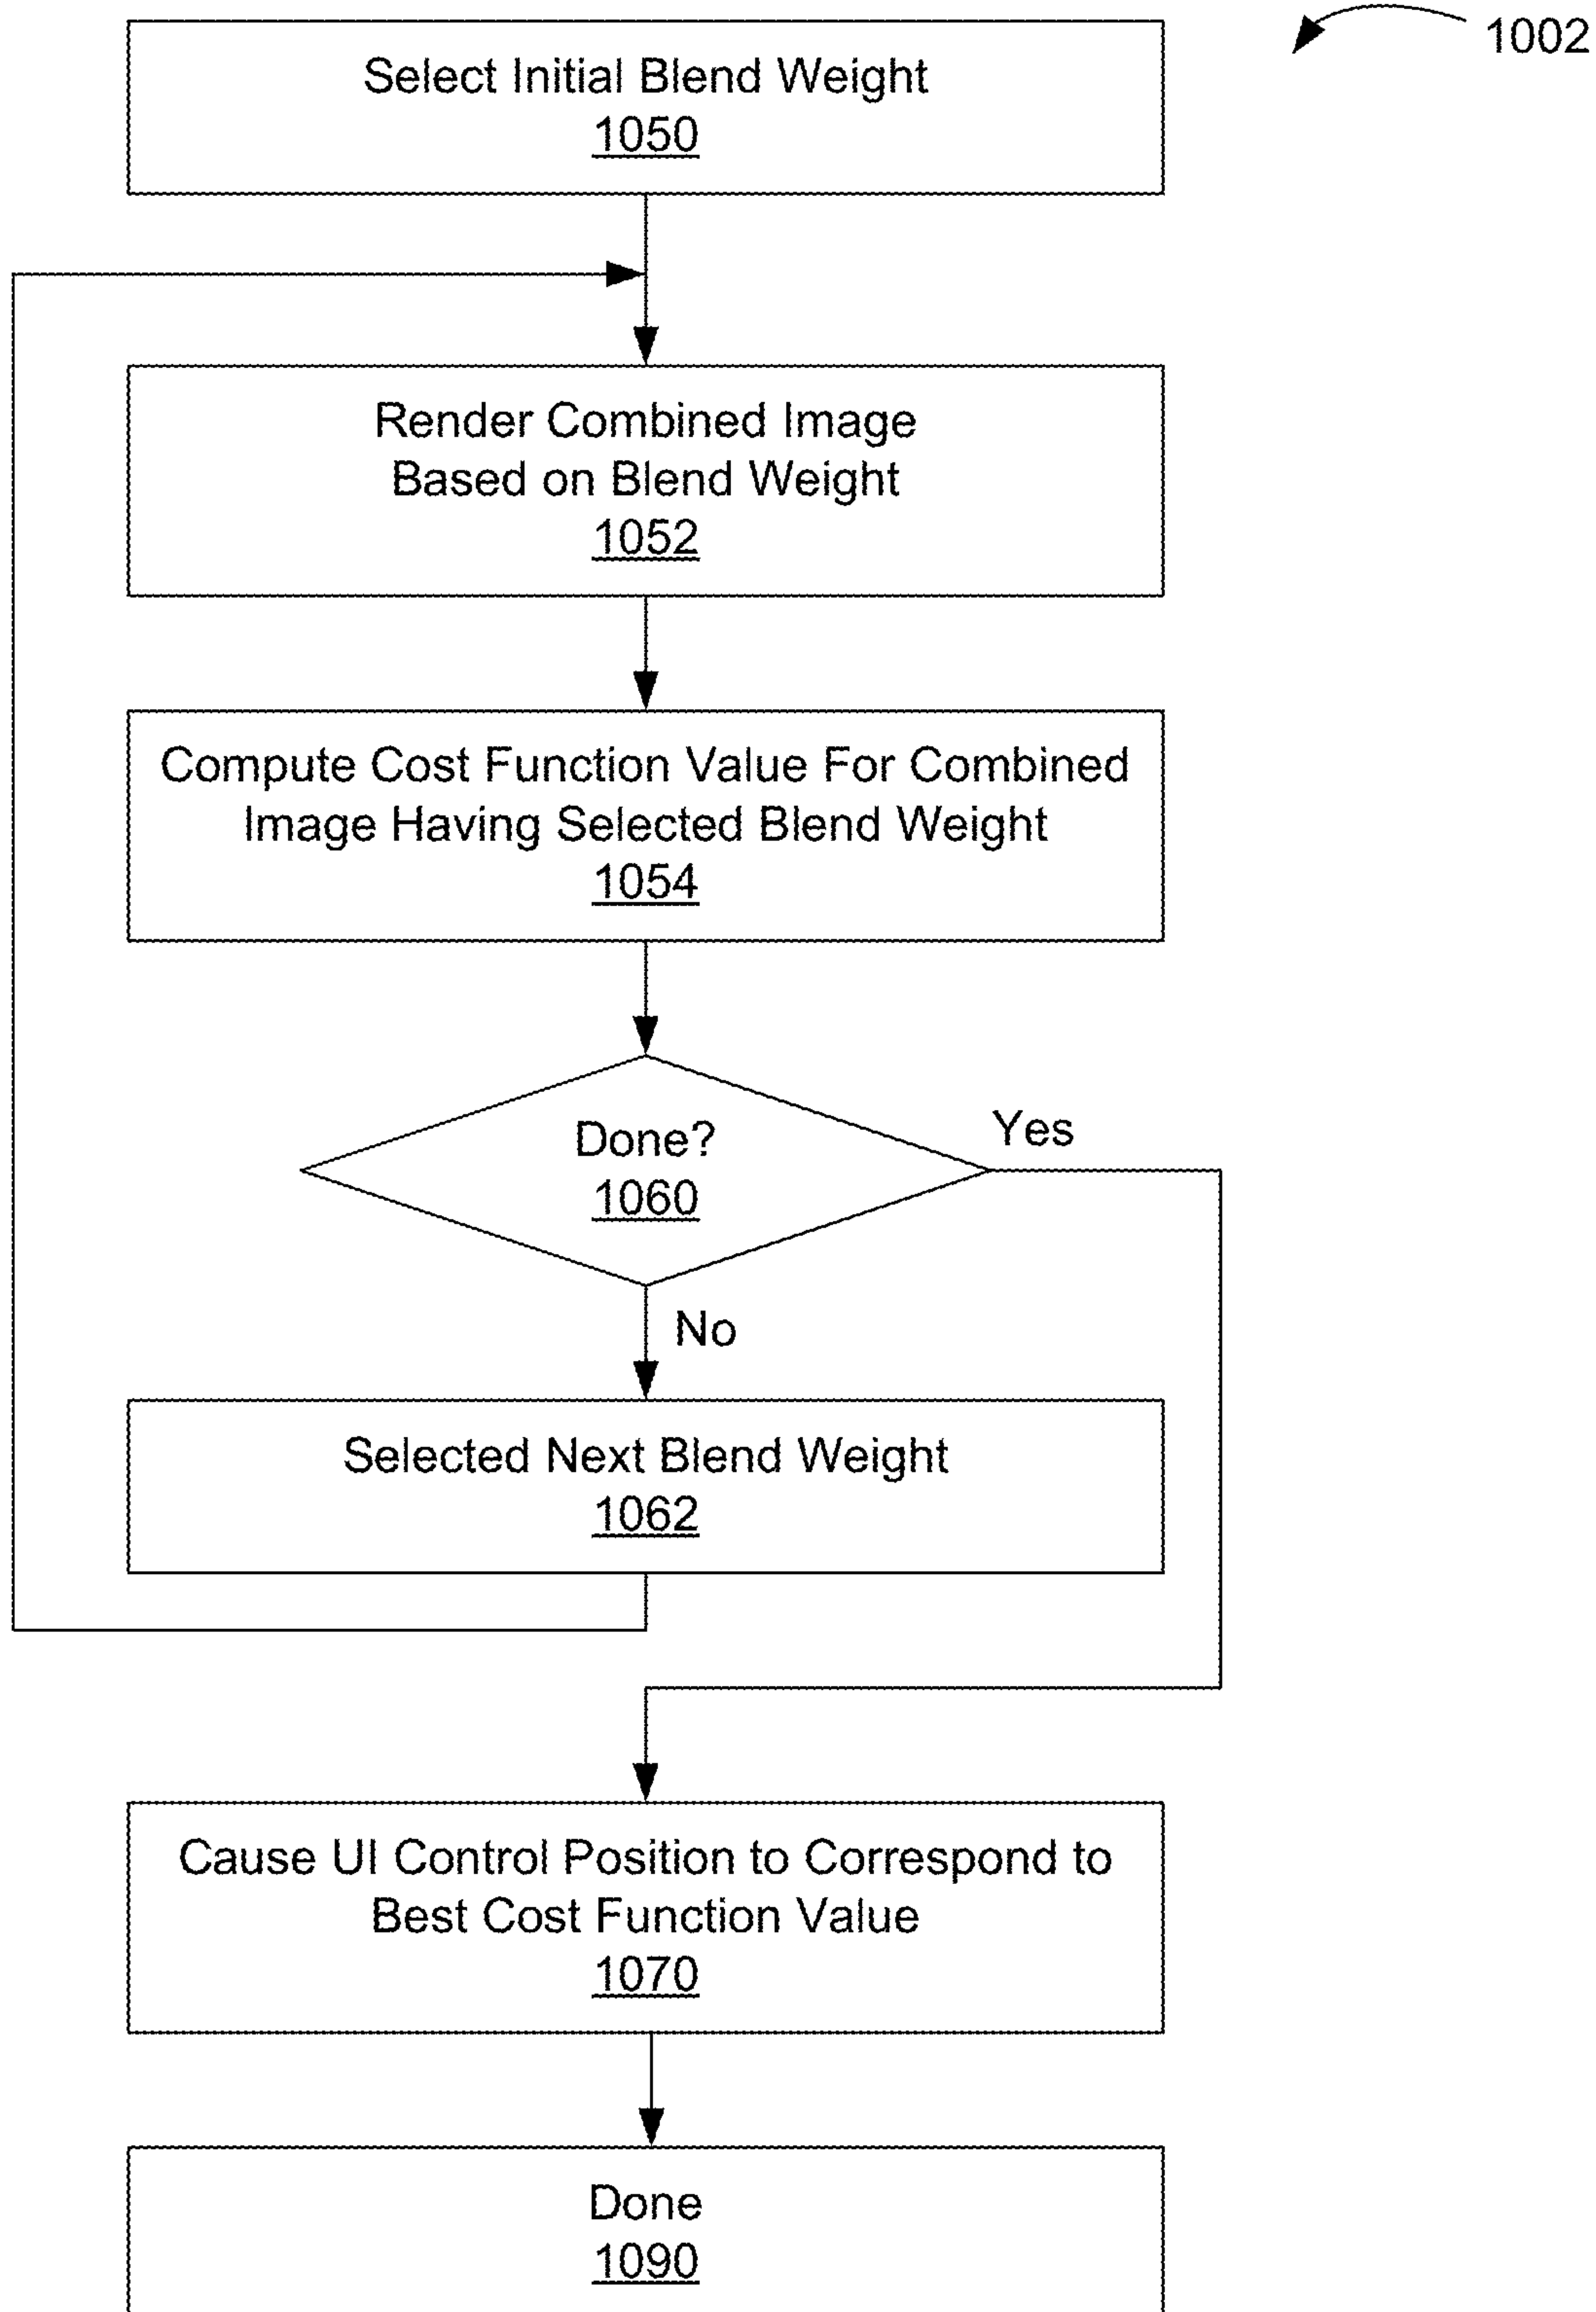 1002
Select Initial Blend Weight
1050
Render Combined Image
Based on Blend Weight
1052
Compute Cost Function Value For Combined
Image Having Selected Blend Weight
1054
Done?
1060
Yes
No
Selected Next Blend Weight
1062
Cause UI Control Position to Correspond to
Best Cost Function Value
1070
Done
1090